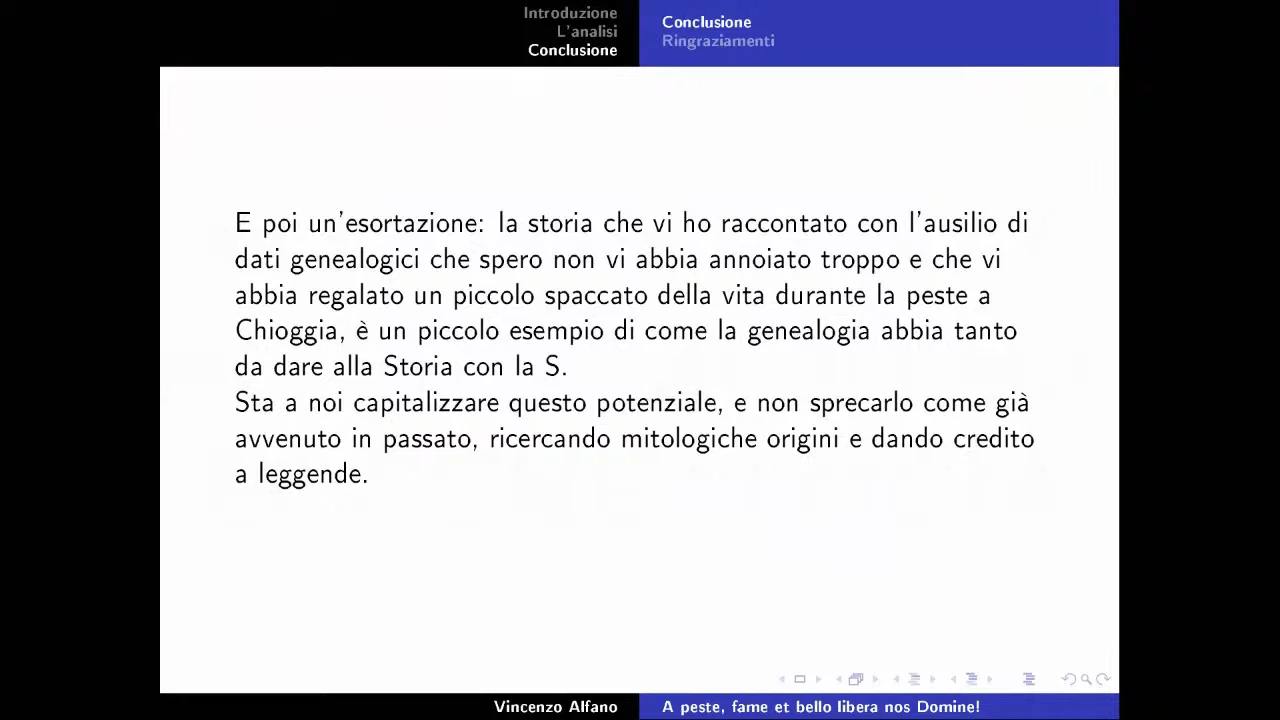 Introduzione
L'analisi
Conclusione
Conclusione
Ringraziamenti
E poi un'esortazione: la storia che vi ho raccontato con l'ausilio di
dati genealogici che spero non vi abbia annoiato troppo e che vi
abbia regalato un piccolo spaccato della vita durante la peste a
Chioggia, è un piccolo esempio di come la genealogia abbia tanto
da dare alla Storia con la S.
Sta a noi capitalizzare questo potenziale, e non sprecarlo come già
avvenuto in passato, ricercando mitologiche origini e dando credito
a leggende.
Vincenzo Alfano
A peste, fame et bello libera nos Domine!